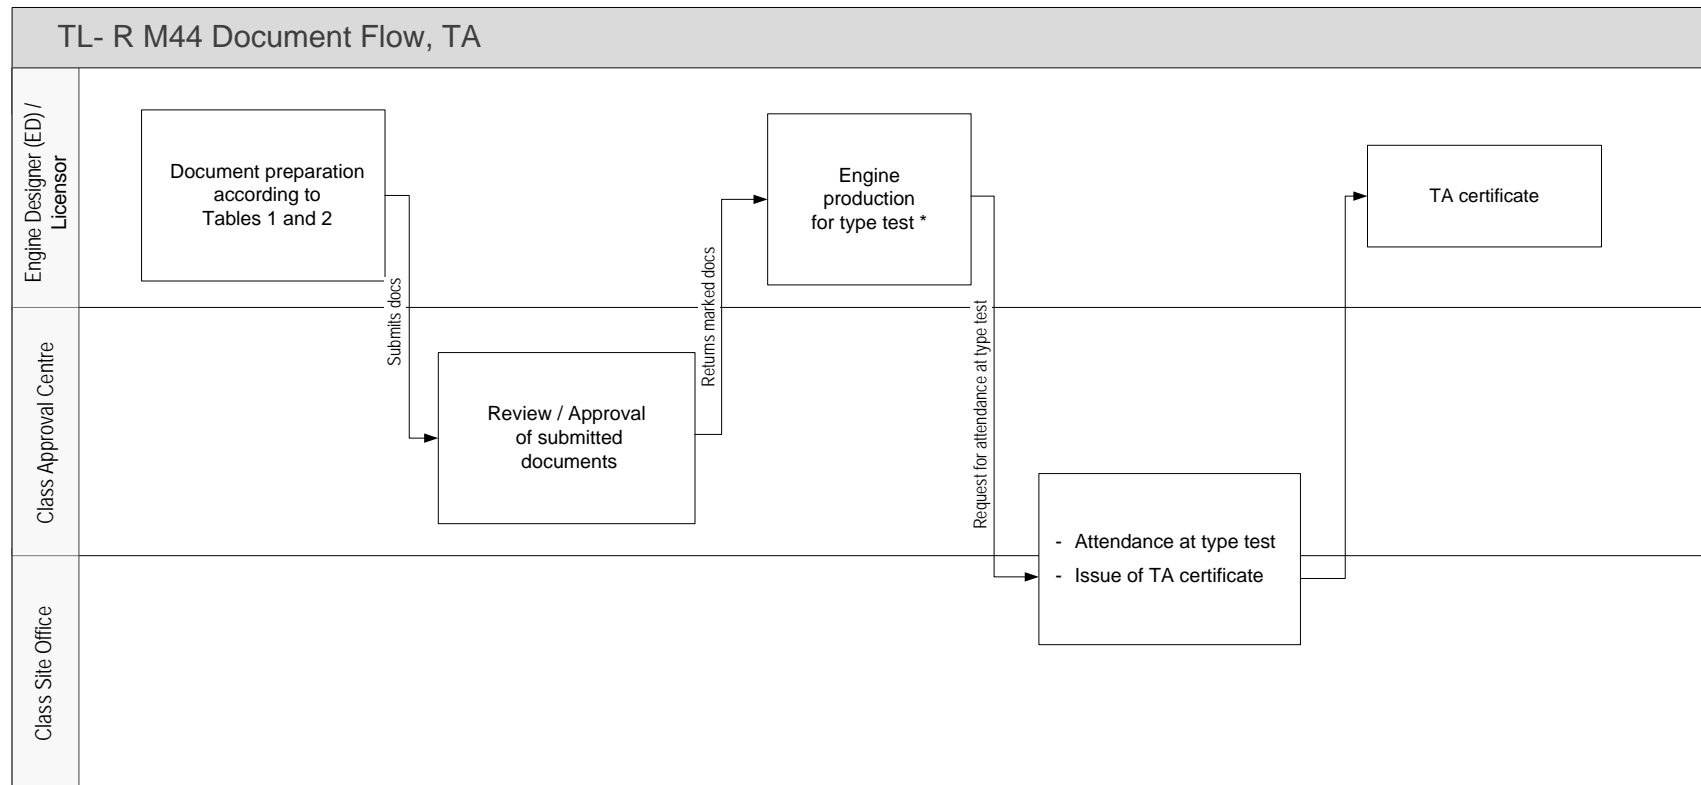 TL- R M44 Document Flow, TA
Engine Designer (ED) /
Licensor
Document preparation
according to
Tables 1 and 2
Submits docs
Returns marked docs
Engine
production
for type test *
Request for attendance at type test
TA certificate
Class Approval Centre
Review / Approval
of submitted
documents
- Attendance at type test
- Issue of TA certificate
Class Site Office